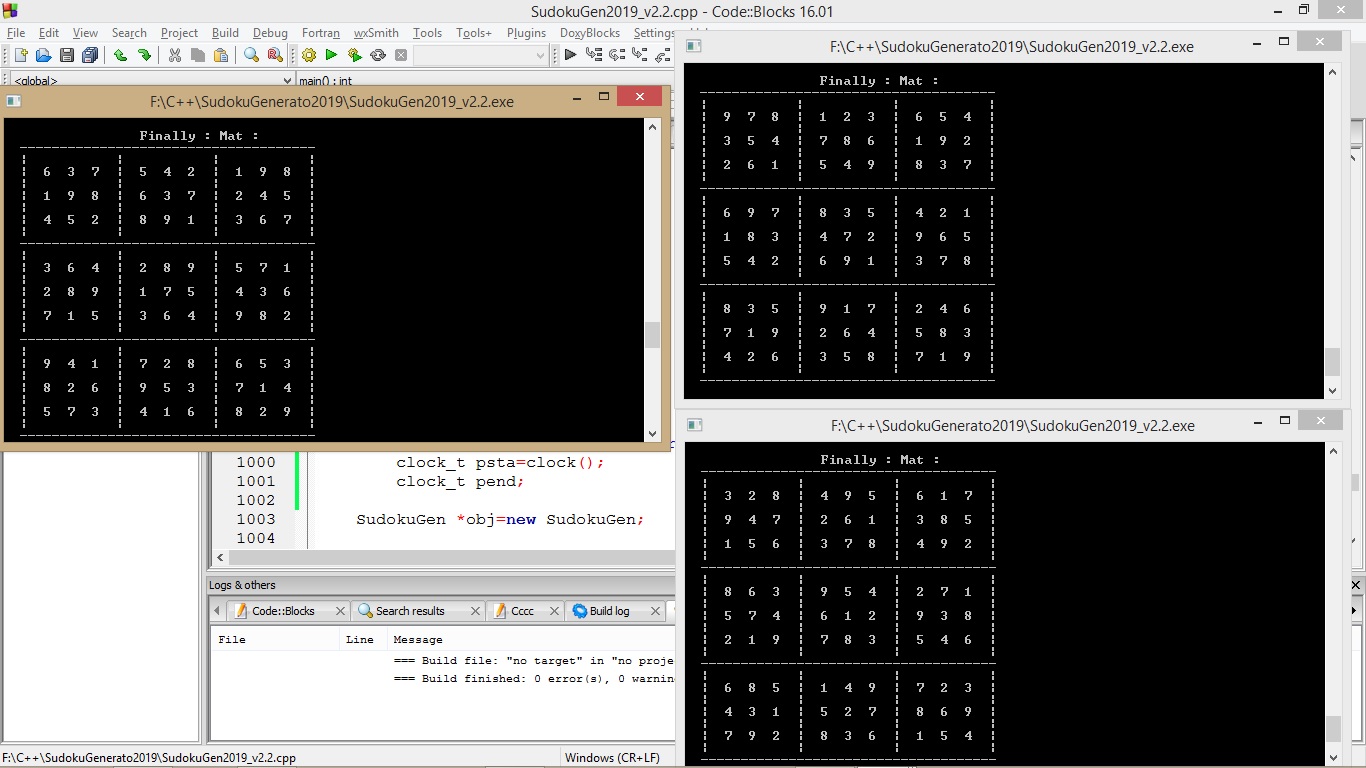 SudokuGen2019_v2.2.cpp - Code::Blocks 16.01
File Edit View Search Project Build Debug Fortran wxSmith Tools Tools+ Plugins DoxyBlocks Settings
<global> main() : int
F:\C++\SudokuGenerato2019\SudokuGen2019_v2.2.exe
Finally : Mat :
6 3 7 5 4 2 1 9 8
1 9 8 6 3 7 2 4 5
4 5 2 8 9 1 3 6 7
3 6 4 2 8 9 5 7 1
2 8 9 1 7 5 4 3 6
7 1 5 3 6 4 9 8 2
9 4 1 7 2 8 6 5 3
8 2 6 9 5 3 7 1 4
5 7 3 4 1 6 8 2 9
F:\C++\SudokuGenerato2019\SudokuGen2019_v2.2.exe
Finally : Mat :
9 7 8 1 2 3 6 5 4
3 5 4 7 8 6 1 9 2
2 6 1 5 4 9 8 3 7
6 9 7 8 3 5 4 2 1
1 8 3 4 7 2 9 6 5
5 4 2 6 9 1 3 7 8
8 3 5 9 1 7 2 4 6
7 1 9 2 6 4 5 8 3
4 2 6 3 5 8 7 1 9
F:\C++\SudokuGenerato2019\SudokuGen2019_v2.2.exe
Finally : Mat :
3 2 8 4 9 5 6 1 7
9 4 7 2 6 1 3 8 5
1 5 6 3 7 8 4 9 2
8 6 3 9 5 4 2 7 1
5 7 4 6 1 2 9 3 8
2 1 9 7 8 3 5 4 6
6 8 5 1 4 9 7 2 3
4 3 1 5 2 7 8 6 9
7 9 2 8 3 6 1 5 4
1000 clock_t psta=clock();
1001 clock_t pend;
1002
1003 SudokuGen *obj=new SudokuGen;
1004
Logs & others
Code::Blocks Search results Cccc Build log
File Line Message
=== Build file: "no target" in "no proje
=== Build finished: 0 error(s), 0 warnin
F:\C++\SudokuGenerato2019\SudokuGen2019_v2.2.cpp Windows (CR+LF)